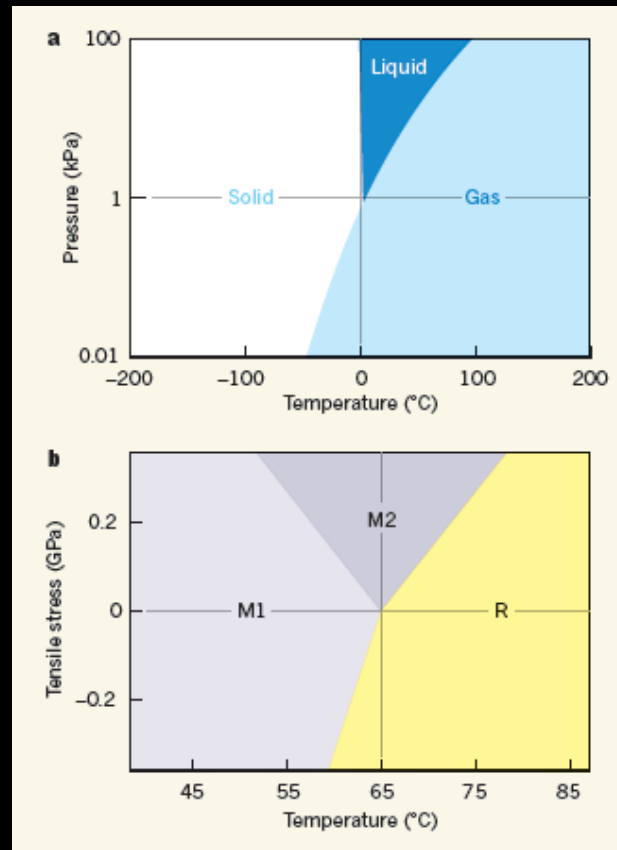 a
100
Liquid
Pressure (kPa)
1
Solid
Gas
0.01
−200
−100
0
100
200
Temperature (°C)
b
0.2
M2
Tensile stress (GPa)
0
M1
R
−0.2
45
55
65
75
85
Temperature (°C)